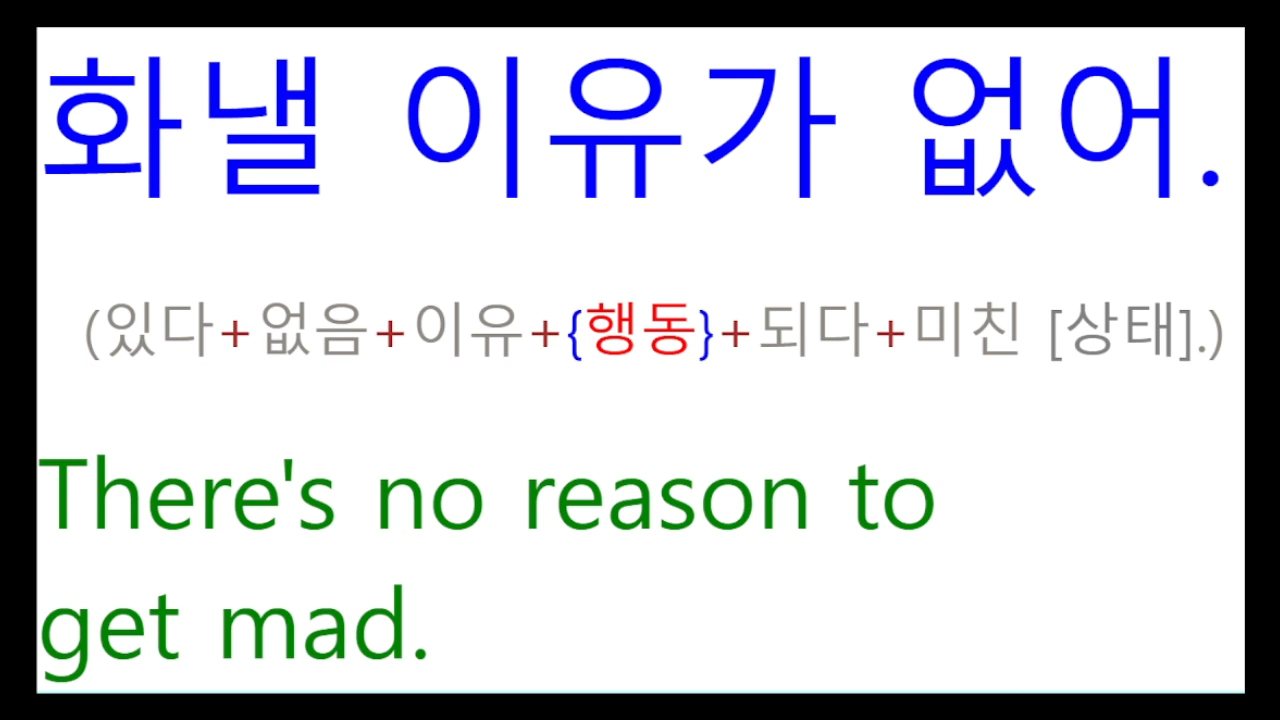 화낼 이유가 없어.
(있다+없음+이유+{행동}+되다+미친 [상태].)
There's no reason to
get mad.